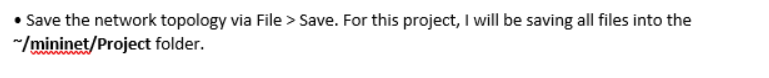 • Save the network topology via File > Save. For this project, I will be saving all files into the
~/mininet/Project folder.